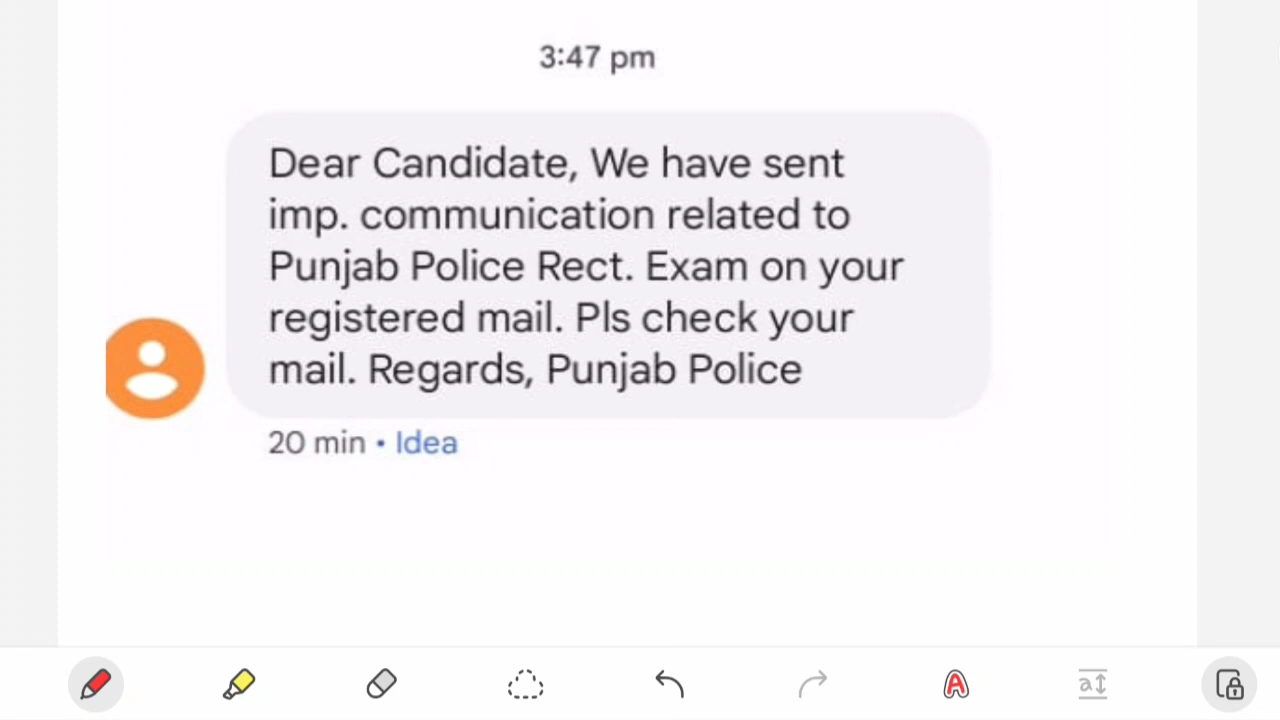 3:47 pm
Dear Candidate, We have sent
imp. communication related to
Punjab Police Rect. Exam on your
registered mail. Pls check your
mail. Regards, Punjab Police
20 min • Idea
A
a